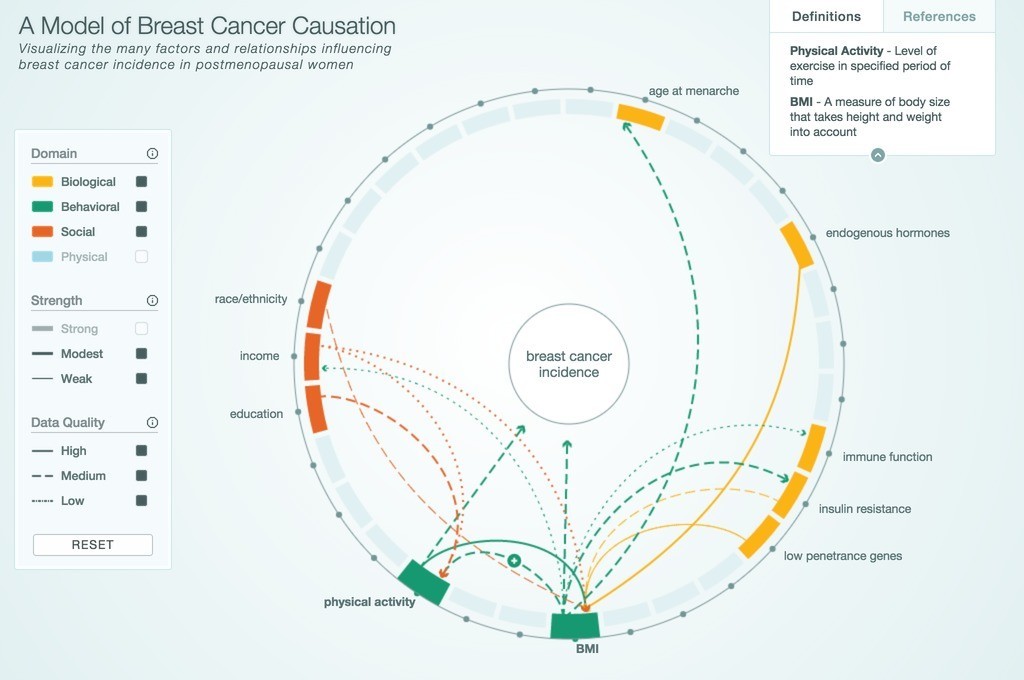 A Model of Breast Cancer Causation
Visualizing the many factors and relationships influencing
breast cancer incidence in postmenopausal women
Definitions
References
Physical Activity - Level of
exercise in specified period of
time
BMI - A measure of body size
that takes height and weight
into account
Domain
Biological
Behavioral
Social
Physical
Strength
Strong
Modest
Weak
Data Quality
High
Medium
Low
RESET
age at menarche
endogenous hormones
race/ethnicity
income
education
breast cancer
incidence
immune function
insulin resistance
low penetrance genes
physical activity
BMI